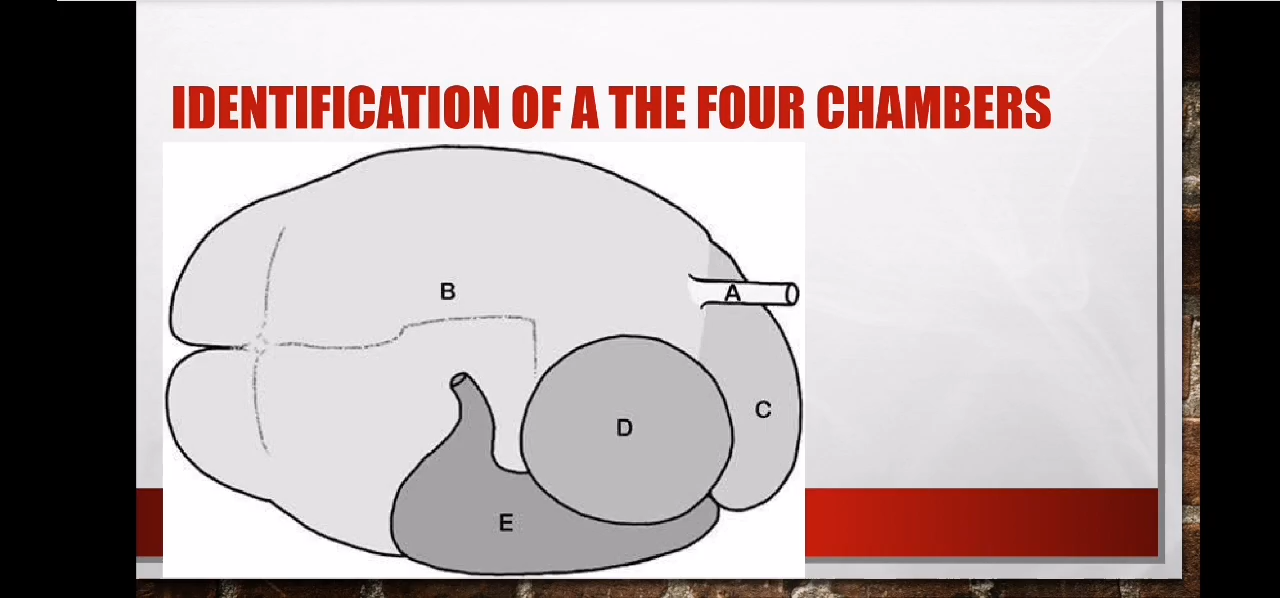 IDENTIFICATION OF A THE FOUR CHAMBERS
A
B
C
D
E